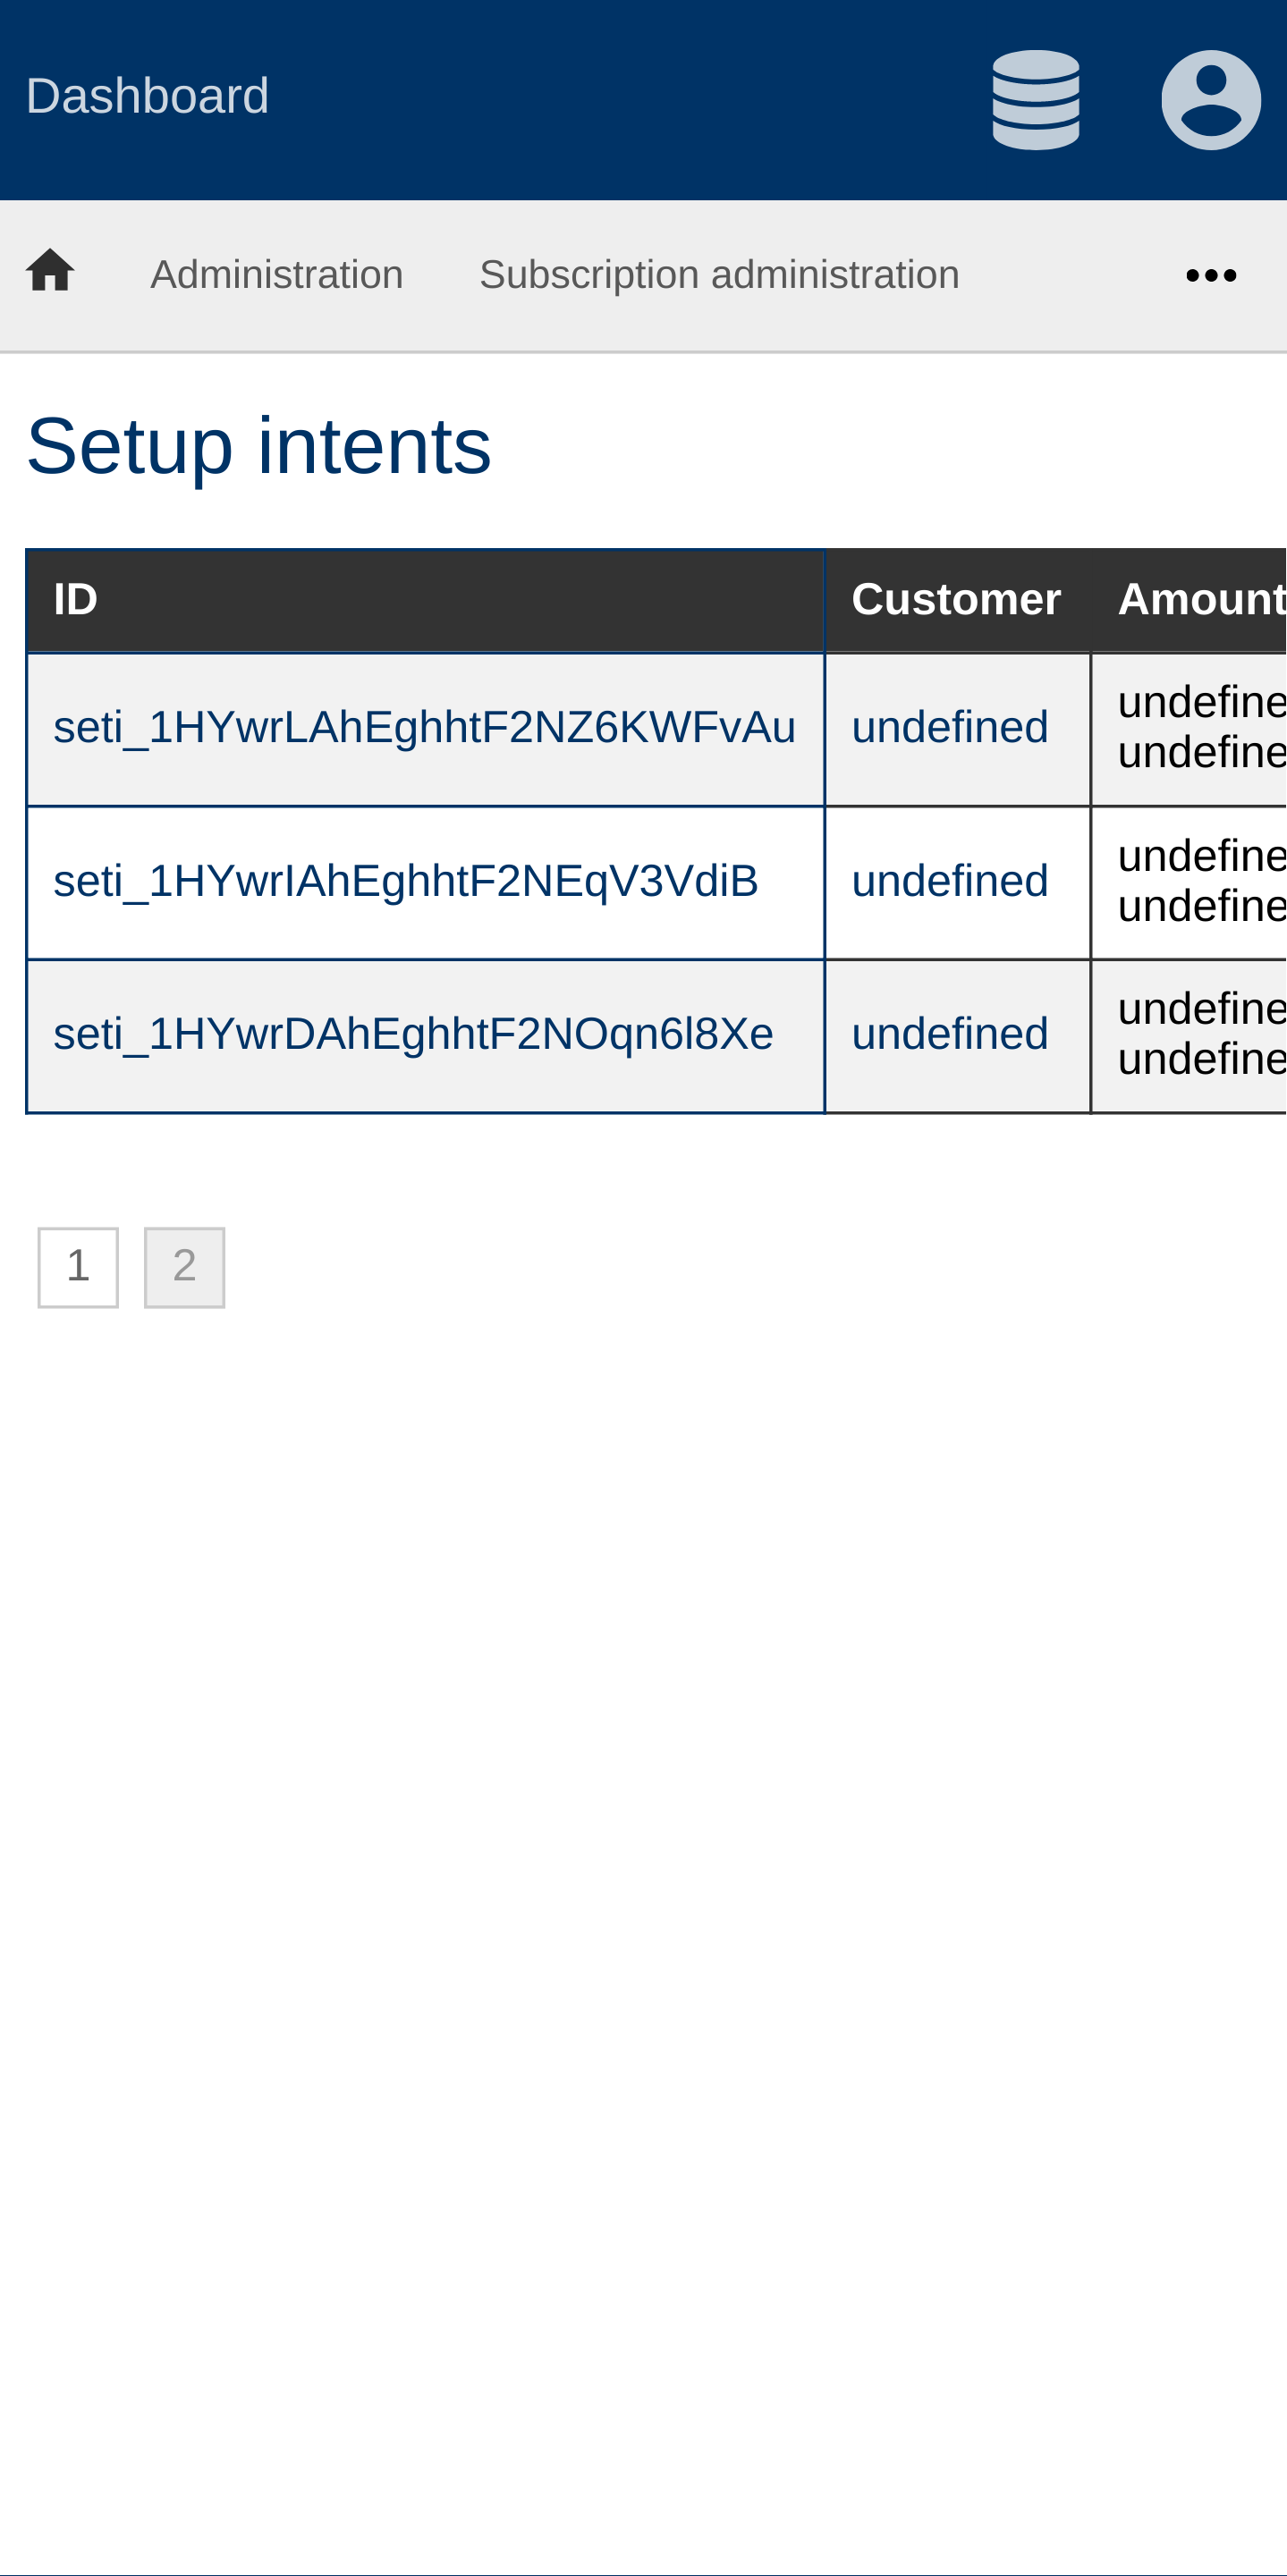 Dashboard
Administration Subscription administration •••
Setup intents
ID Customer Amount
seti_1HYwrLAhEghhtF2NZ6KWFvAu undefined undefine
undefine
seti_1HYwrIAhEghhtF2NEqV3VdiB undefined undefine
undefine
seti_1HYwrDAhEghhtF2NOqn6l8Xe undefined undefine
undefine
1 2